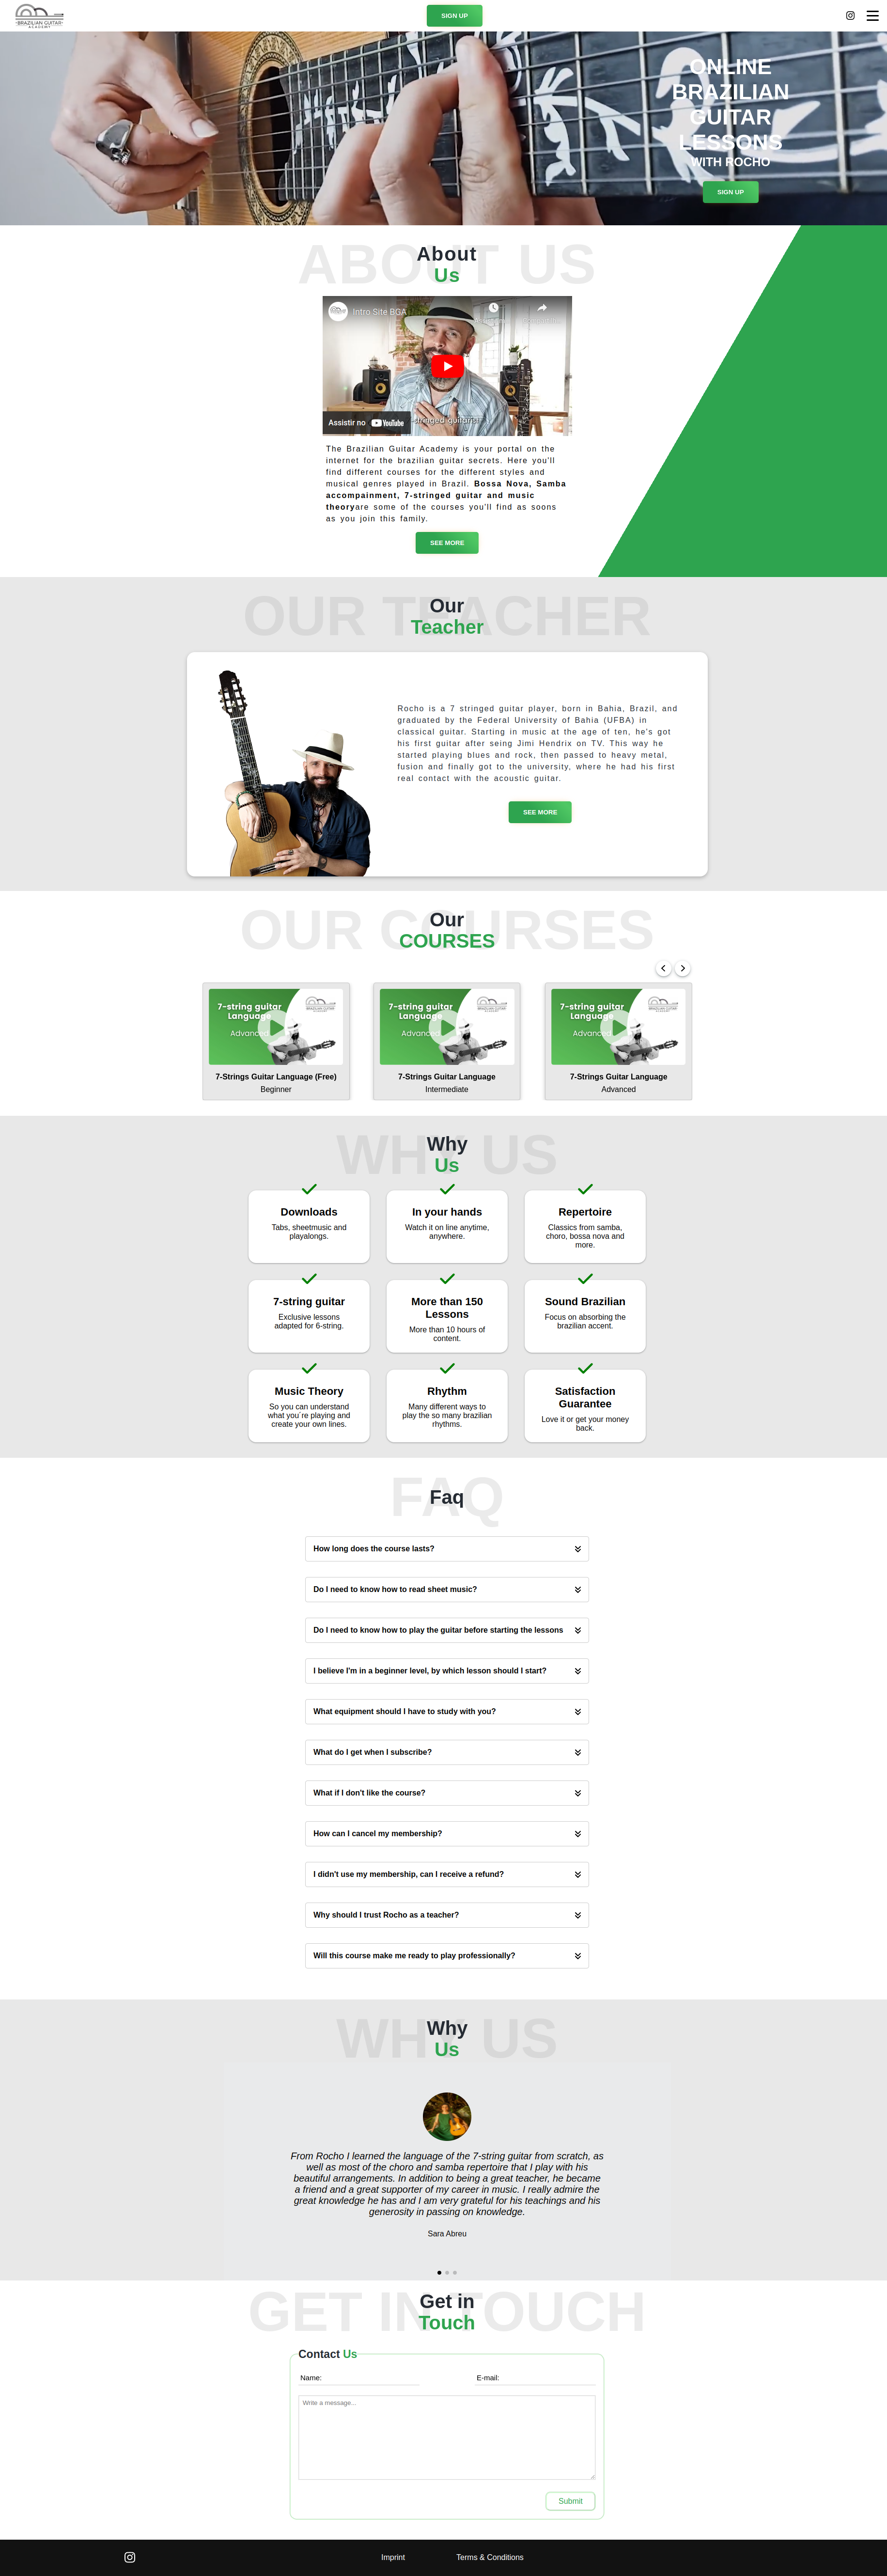 BRAZILIAN GUITAR
ACADEMY
SIGN UP
ONLINE
BRAZILIAN
GUITAR
LESSONS
WITH ROCHO
SIGN UP
ABOUT US
About
Us
Intro Site BGA
Assistir no YouTube
The Brazilian Guitar Academy is your portal on the
internet for the brazilian guitar secrets. Here you'll
find different courses for the different styles and
musical genres played in Brazil. Bossa Nova, Samba
accompainment, 7-stringed guitar and music
theoryare some of the courses you'll find as soons
as you join this family.
SEE MORE
OUR TEACHER
Our
Teacher
Rocho is a 7 stringed guitar player, born in Bahia, Brazil, and
graduated by the Federal University of Bahia (UFBA) in
classical guitar. Starting in music at the age of ten, he's got
his first guitar after seing Jimi Hendrix on TV. This way he
started playing blues and rock, then passed to heavy metal,
fusion and finally got to the university, where he had his first
real contact with the acoustic guitar.
SEE MORE
OUR COURSES
Our
COURSES
7-string guitar
Language
Advanced
7-Strings Guitar Language (Free)
Beginner
7-string guitar
Language
Advanced
7-Strings Guitar Language
Intermediate
7-string guitar
Language
Advanced
7-Strings Guitar Language
Advanced
WHY US
Why
Us
Downloads
Tabs, sheetmusic and
playalongs.
In your hands
Watch it on line anytime,
anywhere.
Repertoire
Classics from samba,
choro, bossa nova and
more.
7-string guitar
Exclusive lessons
adapted for 6-string.
More than 150
Lessons
More than 10 hours of
content.
Sound Brazilian
Focus on absorbing the
brazilian accent.
Music Theory
So you can understand
what you´re playing and
create your own lines.
Rhythm
Many different ways to
play the so many brazilian
rhythms.
Satisfaction
Guarantee
Love it or get your money
back.
FAQ
Faq
How long does the course lasts?
Do I need to know how to read sheet music?
Do I need to know how to play the guitar before starting the lessons
I believe I'm in a beginner level, by which lesson should I start?
What equipment should I have to study with you?
What do I get when I subscribe?
What if I don't like the course?
How can I cancel my membership?
I didn't use my membership, can I receive a refund?
Why should I trust Rocho as a teacher?
Will this course make me ready to play professionally?
WHY US
Why
Us
From Rocho I learned the language of the 7-string guitar from scratch, as
well as most of the choro and samba repertoire that I play with his
beautiful arrangements. In addition to being a great teacher, he became
a friend and a great supporter of my career in music. I really admire the
great knowledge he has and I am very grateful for his teachings and his
generosity in passing on knowledge.
Sara Abreu
GET IN TOUCH
Get in
Touch
Contact Us
Name:
E-mail:
Write a message...
Submit
Imprint
Terms & Conditions